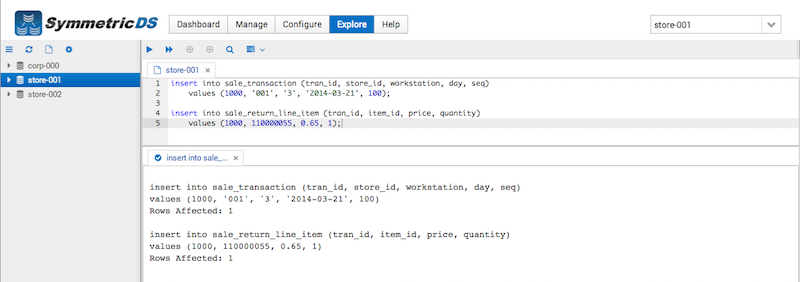 SymmetricDS Dashboard Manage Configure Explore Help store-001
corp-000
store-001
store-002
store-001 ×
1 insert into sale_transaction (tran_id, store_id, workstation, day, seq)
2 values (1000, '001', '3', '2014-03-21', 100);
3
4 insert into sale_return_line_item (tran_id, item_id, price, quantity)
5 values (1000, 110000055, 0.65, 1);
insert into sale_... ×
insert into sale_transaction (tran_id, store_id, workstation, day, seq)
values (1000, '001', '3', '2014-03-21', 100)
Rows Affected: 1
insert into sale_return_line_item (tran_id, item_id, price, quantity)
values (1000, 110000055, 0.65, 1)
Rows Affected: 1